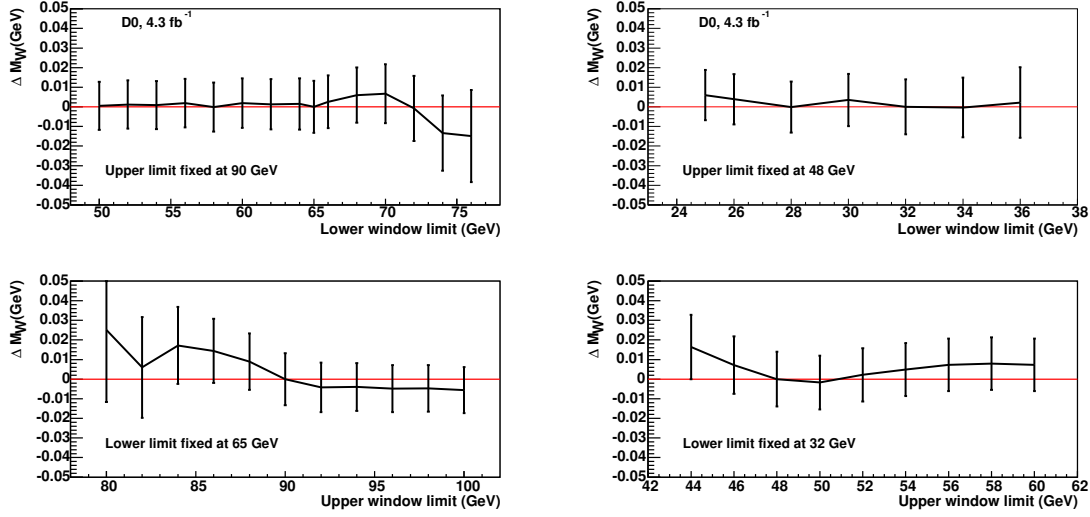 D0, 4.3 fb-1
Δ MW(GeV)
0.05
0.04
0.03
0.02
0.01
0
-0.01
-0.02
-0.03
-0.04
-0.05
Upper limit fixed at 90 GeV
50 55 60 65 70 75
Lower window limit (GeV)
D0, 4.3 fb-1
Δ MW(GeV)
0.05
0.04
0.03
0.02
0.01
0
-0.01
-0.02
-0.03
-0.04
-0.05
Upper limit fixed at 48 GeV
24 26 28 30 32 34 36 38
Lower window limit (GeV)
Δ MW(GeV)
0.05
0.04
0.03
0.02
0.01
0
-0.01
-0.02
-0.03
-0.04
-0.05
Lower limit fixed at 65 GeV
80 85 90 95 100
Upper window limit (GeV)
Δ MW(GeV)
0.05
0.04
0.03
0.02
0.01
0
-0.01
-0.02
-0.03
-0.04
-0.05
Lower limit fixed at 32 GeV
42 44 46 48 50 52 54 56 58 60 62
Upper window limit (GeV)